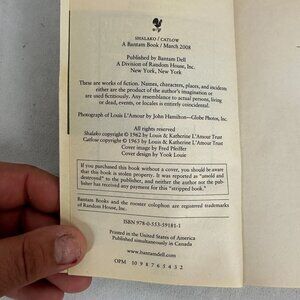 SHALAKO / CATLOW
A Bantam Book / March 2008
Published by Bantam Dell
A Division of Random House, Inc.
New York, New York
These are works of fiction. Names, characters, places, and incidents
either are the product of the author's imagination or
are used fictitiously. Any resemblance to actual persons, living
or dead, events, or locales is entirely coincidental.
Photograph of Louis L'Amour by John Hamilton—Globe Photos, Inc.
All rights reserved
Shalako copyright © 1962 by Louis & Katherine L'Amour Trust
Catlow copyright © 1963 by Louis & Katherine L'Amour Trust
Cover image by Fred Pfeiffer
Cover design by Yook Louie
If you purchased this book without a cover, you should be aware
that this book is stolen property. It was reported as "unsold and
destroyed" to the publisher, and neither the author nor the pub-
lisher has received any payment for this "stripped book."
Bantam Books and the rooster colophon are registered trademarks
of Random House, Inc.
ISBN 978-0-553-59181-1
Printed in the United States of America
Published simultaneously in Canada
www.bantamdell.com
OPM 10 9 8 7 6 5 4 3 2